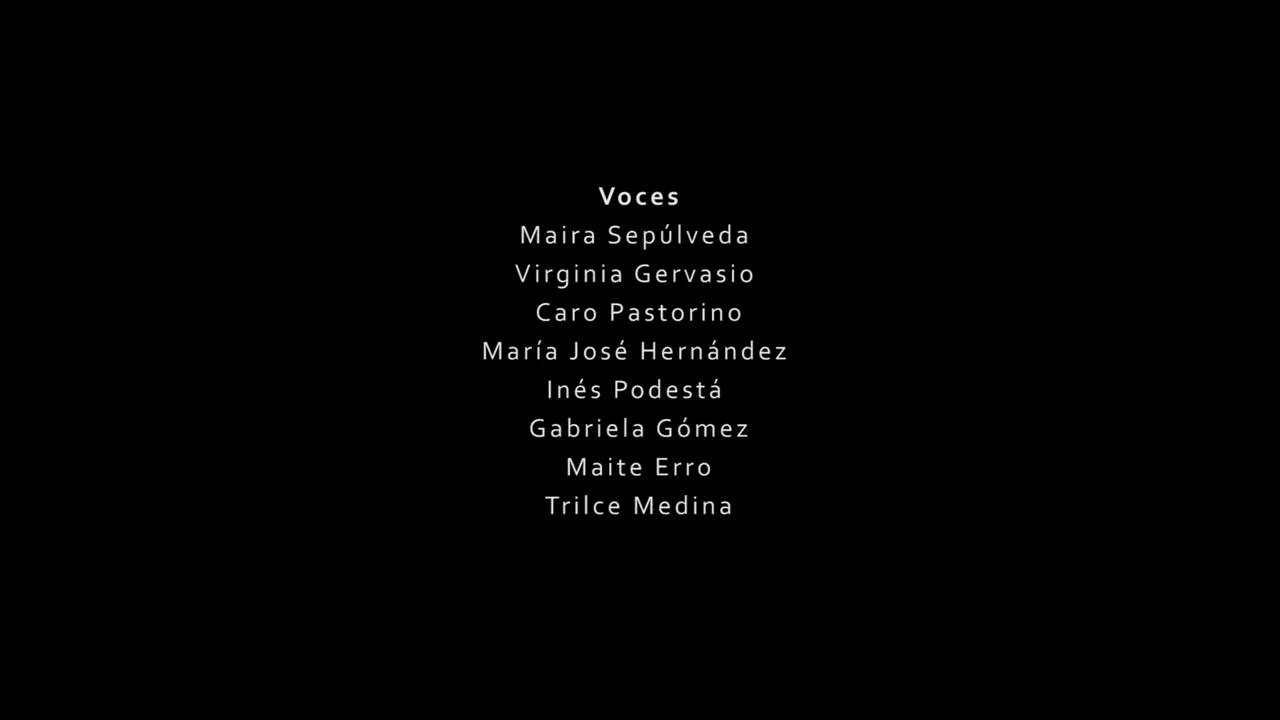 Voces
Maira Sepúlveda
Virginia Gervasio
Caro Pastorino
María José Hernández
Inés Podestá
Gabriela Gómez
Maite Erro
Trilce Medina